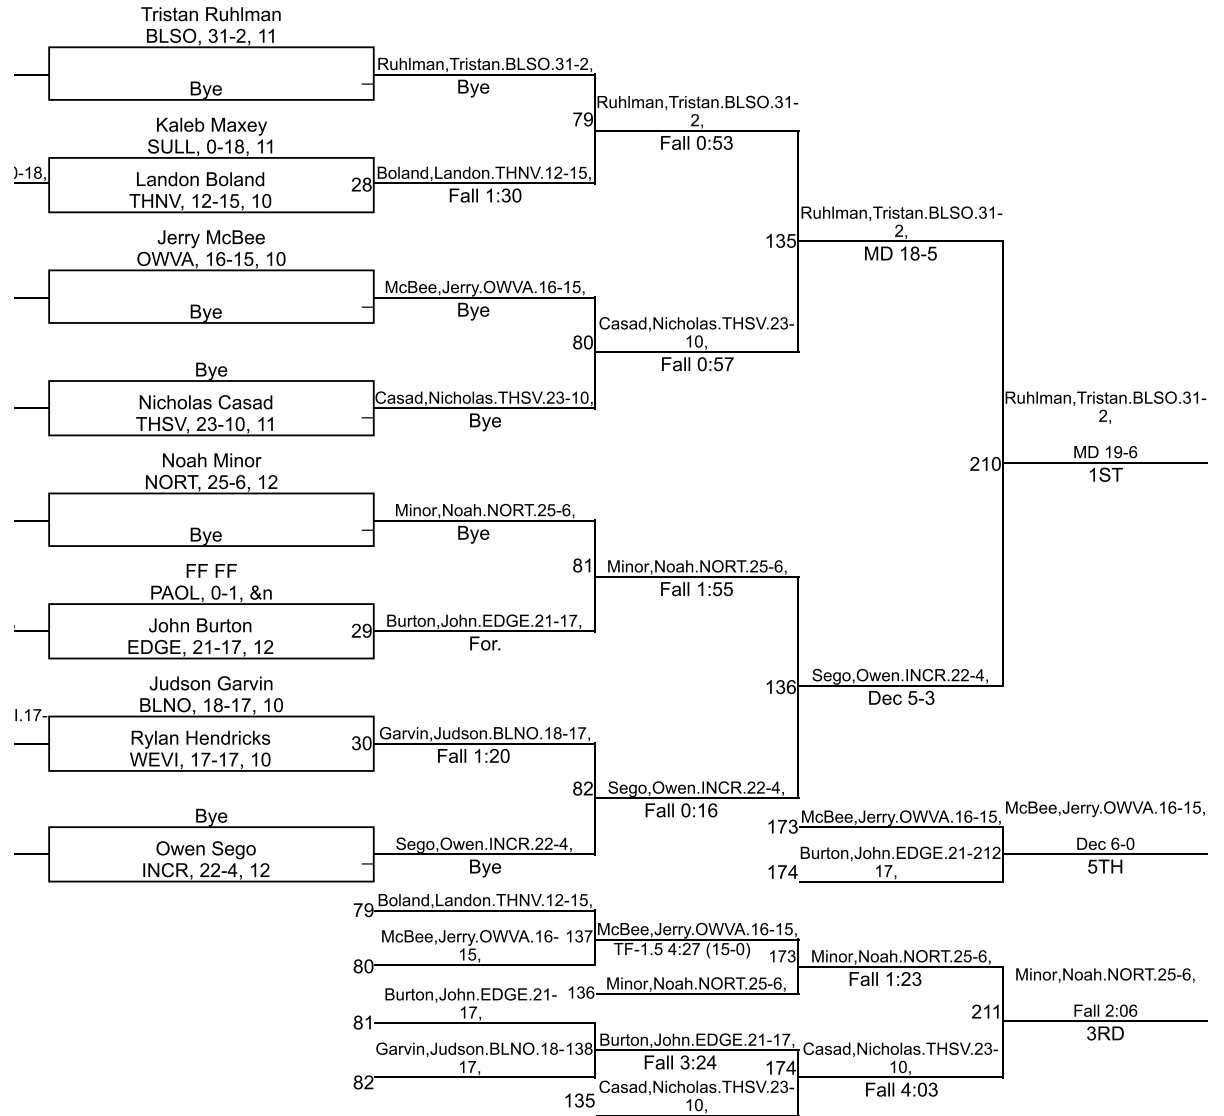 Tristan Ruhlman
BLSO, 31-2, 11
Bye
Ruhlman,Tristan.BLSO.31-2,
Bye
79
Ruhlman,Tristan.BLSO.31-
2,
Fall 0:53
Kaleb Maxey
SULL, 0-18, 11
0-18,
Landon Boland
THNV, 12-15, 10
28
Boland,Landon.THNV.12-15,
Fall 1:30
135
Ruhlman,Tristan.BLSO.31-
2,
MD 18-5
Jerry McBee
OWVA, 16-15, 10
Bye
McBee,Jerry.OWVA.16-15,
Bye
80
Casad,Nicholas.THSV.23-
10,
Fall 0:57
Bye
Nicholas Casad
THSV, 23-10, 11
Casad,Nicholas.THSV.23-10,
Bye
210
Ruhlman,Tristan.BLSO.31-
2,
MD 19-6
1ST
Noah Minor
NORT, 25-6, 12
Bye
Minor,Noah.NORT.25-6,
Bye
81
Minor,Noah.NORT.25-6,
Fall 1:55
FF FF
PAOL, 0-1, &n
John Burton
EDGE, 21-17, 12
29
Burton,John.EDGE.21-17,
For.
136
Sego,Owen.INCR.22-4,
Dec 5-3
Judson Garvin
BLNO, 18-17, 10
I.17-
Rylan Hendricks
WEVI, 17-17, 10
30
Garvin,Judson.BLNO.18-17,
Fall 1:20
82
Sego,Owen.INCR.22-4,
Fall 0:16
Bye
Owen Sego
INCR, 22-4, 12
Sego,Owen.INCR.22-4,
Bye
173
McBee,Jerry.OWVA.16-15,
174
Burton,John.EDGE.21-
17,
212
McBee,Jerry.OWVA.16-15,
Dec 6-0
5TH
79
Boland,Landon.THNV.12-15,
80
McBee,Jerry.OWVA.16-
15,
137
McBee,Jerry.OWVA.16-15,
TF-1.5 4:27 (15-0)
136
Minor,Noah.NORT.25-6,
173
Minor,Noah.NORT.25-6,
Fall 1:23
81
Burton,John.EDGE.21-
17,
82
Garvin,Judson.BLNO.18-
17,
138
Burton,John.EDGE.21-17,
Fall 3:24
135
Casad,Nicholas.THSV.23-
10,
174
Casad,Nicholas.THSV.23-
10,
Fall 4:03
211
Minor,Noah.NORT.25-6,
Fall 2:06
3RD